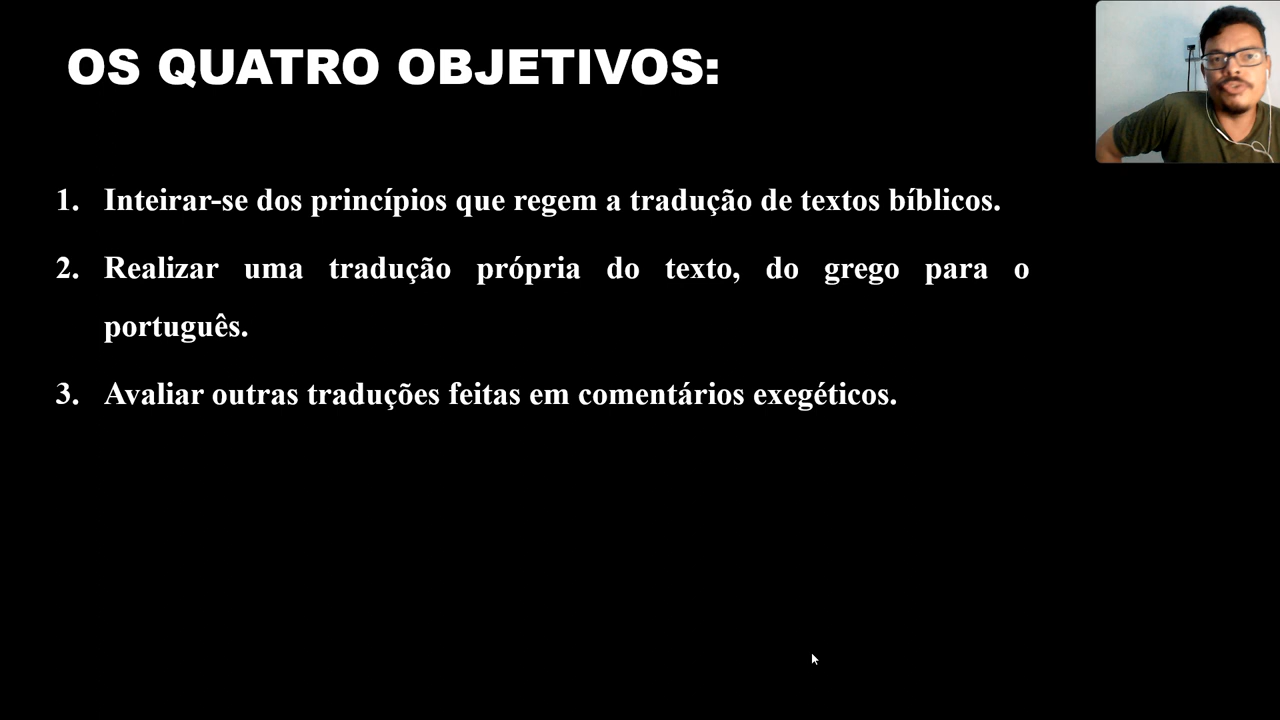 OS QUATRO OBJETIVOS:
1. Inteirar-se dos princípios que regem a tradução de textos bíblicos.
2. Realizar uma tradução própria do texto, do grego para o
português.
3. Avaliar outras traduções feitas em comentários exegéticos.